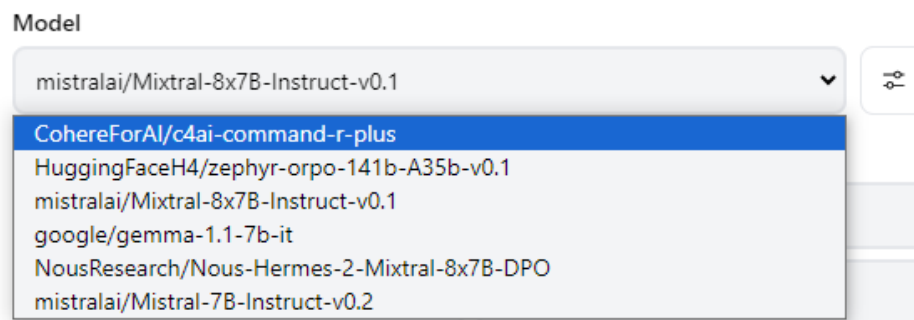 Model
mistralai/Mixtral-8x7B-Instruct-v0.1
CohereForAI/c4ai-command-r-plus
HuggingFaceH4/zephyr-orpo-141b-A35b-v0.1
mistralai/Mixtral-8x7B-Instruct-v0.1
google/gemma-1.1-7b-it
NousResearch/Nous-Hermes-2-Mixtral-8x7B-DPO
mistralai/Mistral-7B-Instruct-v0.2